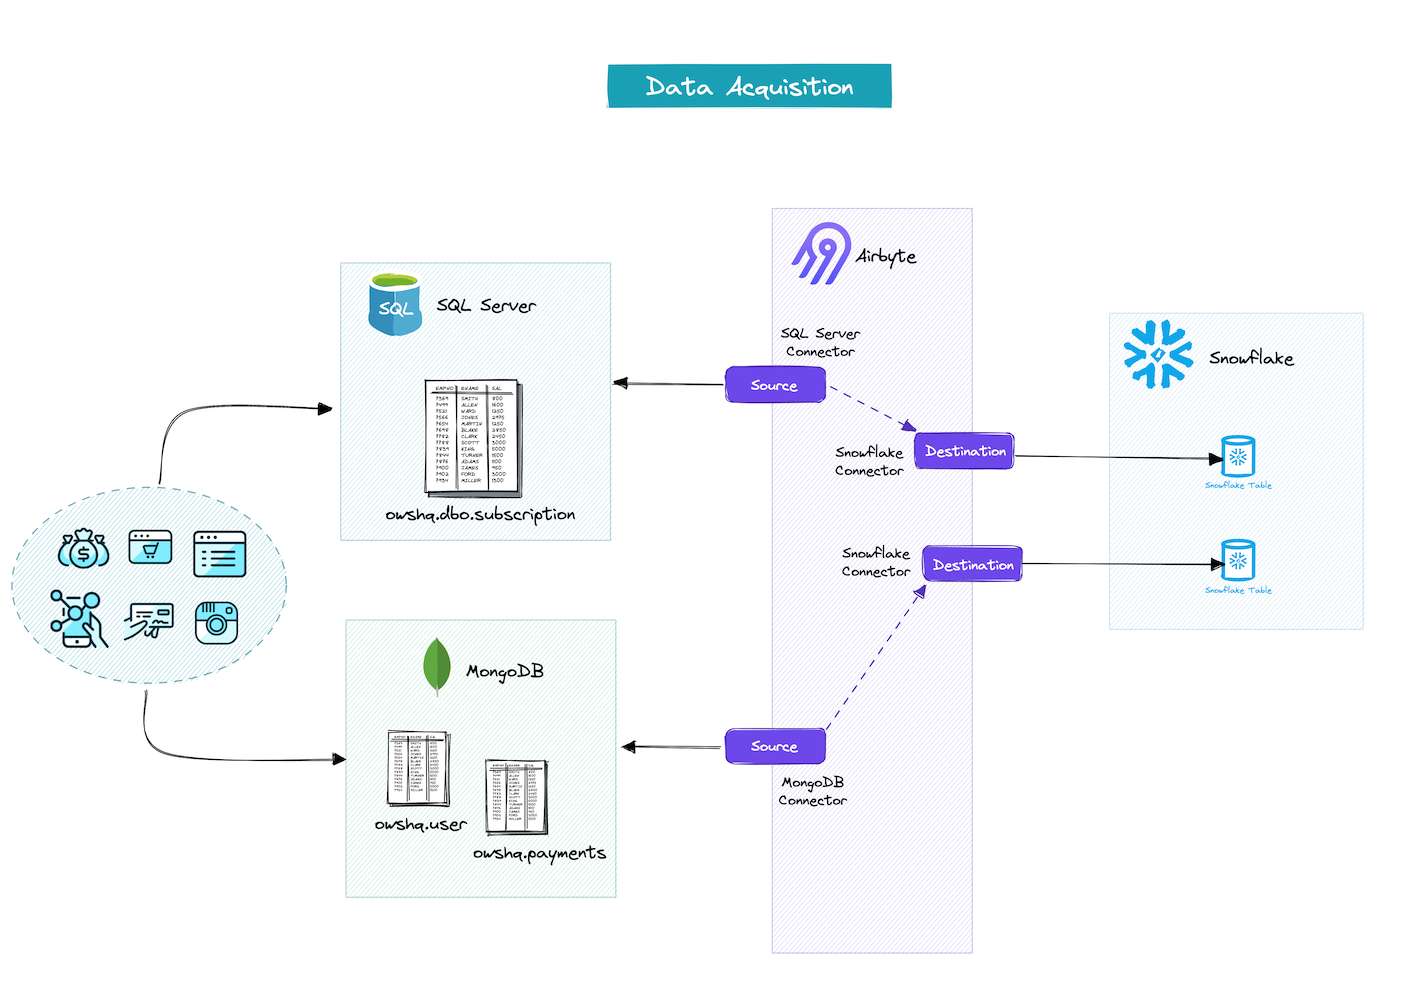 Data Acquisition
Airbyte
SQL
SQL Server
SQL Server
Connector
Snowflake
Source
EMPNO ENAME SAL
7369 SMITH 800
7499 ALLEN 1600
7521 WARD 1250
7566 JONES 2975
7654 MARTIN 1250
7698 BLAKE 2850
7782 CLARK 2450
7788 SCOTT 3000
7839 KING 5000
7844 TURNER 1500
7876 ADAMS 1100
7900 JAMES 950
7902 FORD 3000
7934 MILLER 1300
owshq.dbo.subscription
Snowflake
Connector
Destination
Snowflake Table
Snowflake
Connector
Destination
Snowflake Table
MongoDB
owshq.user
owshq.payments
Source
MongoDB
Connector